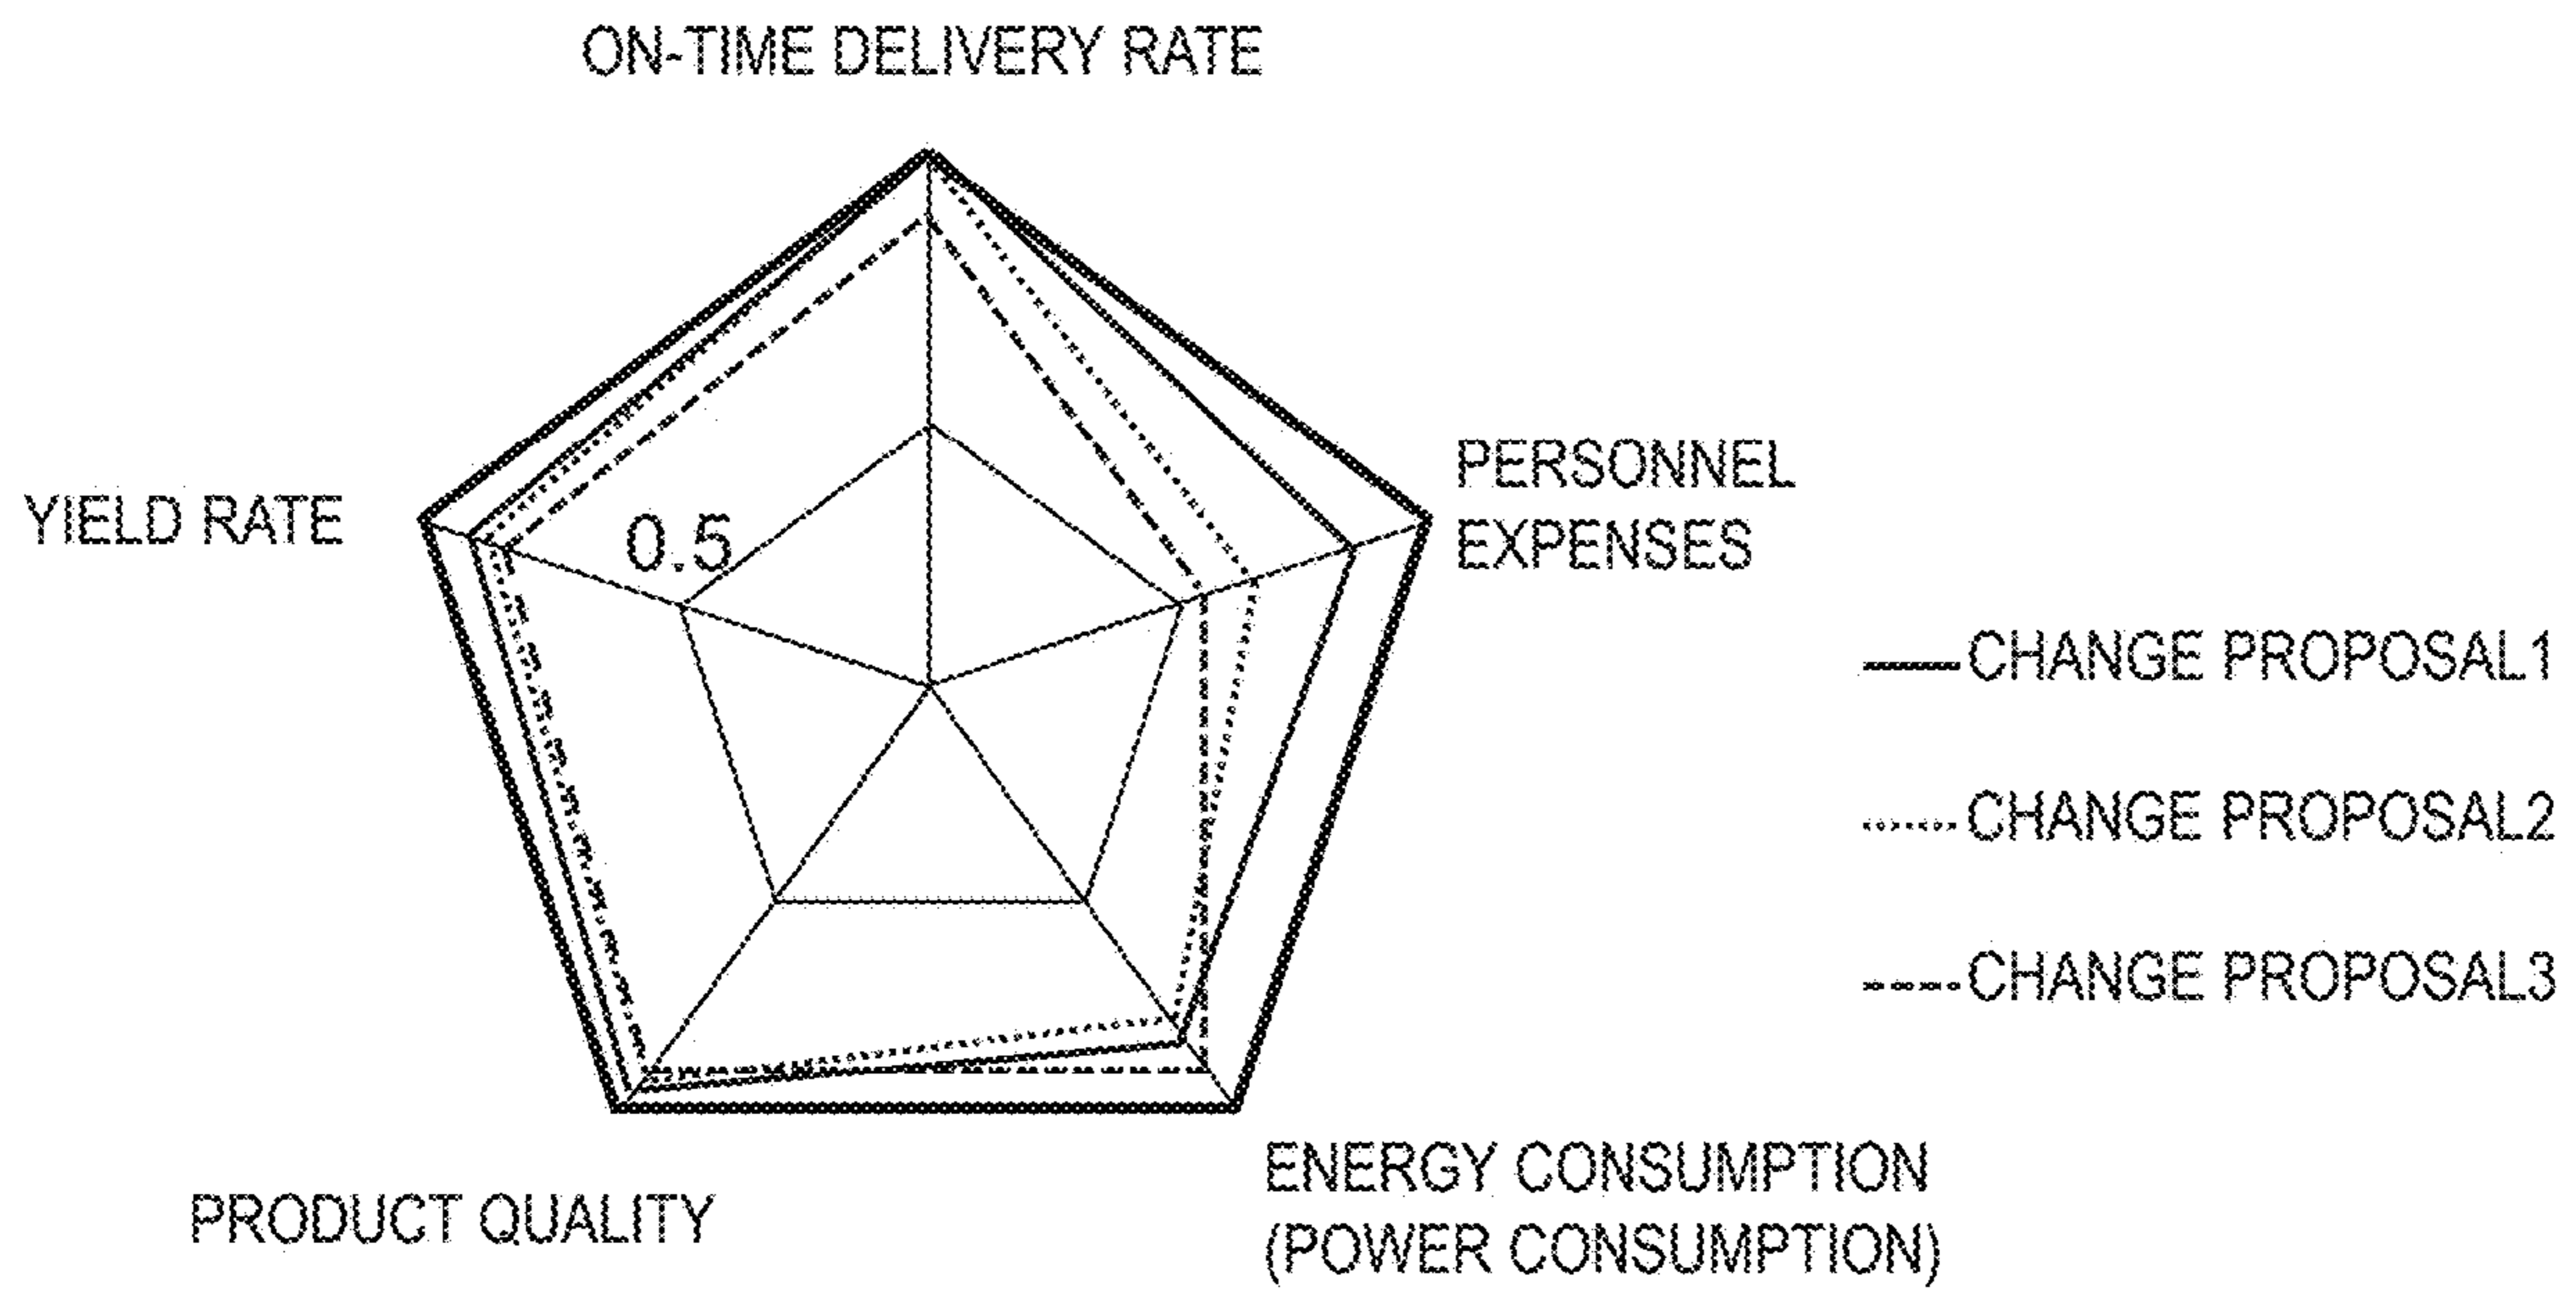 ON-TIME DELIVERY RATE
PERSONNEL
EXPENSES
YIELD RATE
0.5
CHANGE PROPOSAL1
CHANGE PROPOSAL2
CHANGE PROPOSAL3
ENERGY CONSUMPTION
(POWER CONSUMPTION)
PRODUCT QUALITY